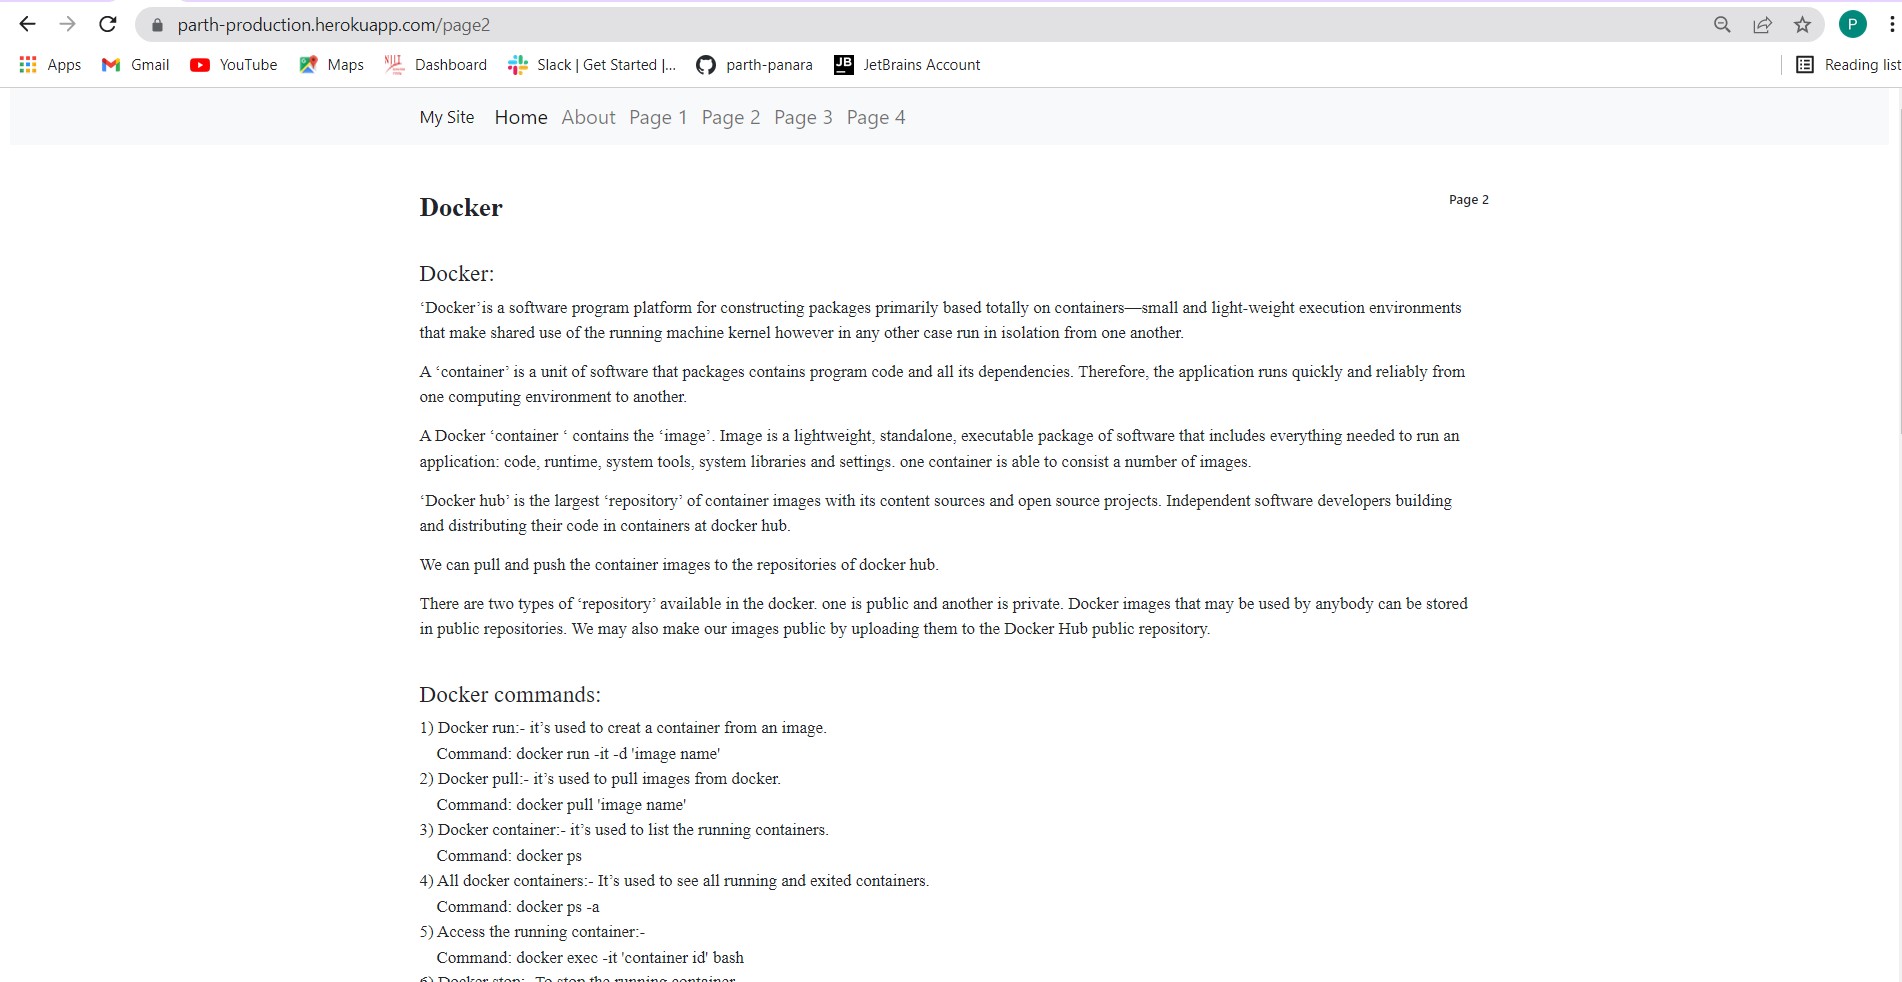 parth-production.herokuapp.com/page2
P
Apps Gmail YouTube Maps NIIT Dashboard Slack | Get Started |... parth-panara JB JetBrains Account Reading list
My Site Home About Page 1 Page 2 Page 3 Page 4
Docker
Page 2
Docker:
‘Docker’is a software program platform for constructing packages primarily based totally on containers—small and light-weight execution environments
that make shared use of the running machine kernel however in any other case run in isolation from one another.
A ‘container’ is a unit of software that packages contains program code and all its dependencies. Therefore, the application runs quickly and reliably from
one computing environment to another.
A Docker ‘container ‘ contains the ‘image’. Image is a lightweight, standalone, executable package of software that includes everything needed to run an
application: code, runtime, system tools, system libraries and settings. one container is able to consist a number of images.
‘Docker hub’ is the largest ‘repository’ of container images with its content sources and open source projects. Independent software developers building
and distributing their code in containers at docker hub.
We can pull and push the container images to the repositories of docker hub.
There are two types of ‘repository’ available in the docker. one is public and another is private. Docker images that may be used by anybody can be stored
in public repositories. We may also make our images public by uploading them to the Docker Hub public repository.
Docker commands:
1) Docker run:- it’s used to creat a container from an image.
Command: docker run -it -d 'image name'
2) Docker pull:- it’s used to pull images from docker.
Command: docker pull 'image name'
3) Docker container:- it’s used to list the running containers.
Command: docker ps
4) All docker containers:- It’s used to see all running and exited containers.
Command: docker ps -a
5) Access the running container:-
Command: docker exec -it 'container id' bash
6) Docker stop:- To stop the running container